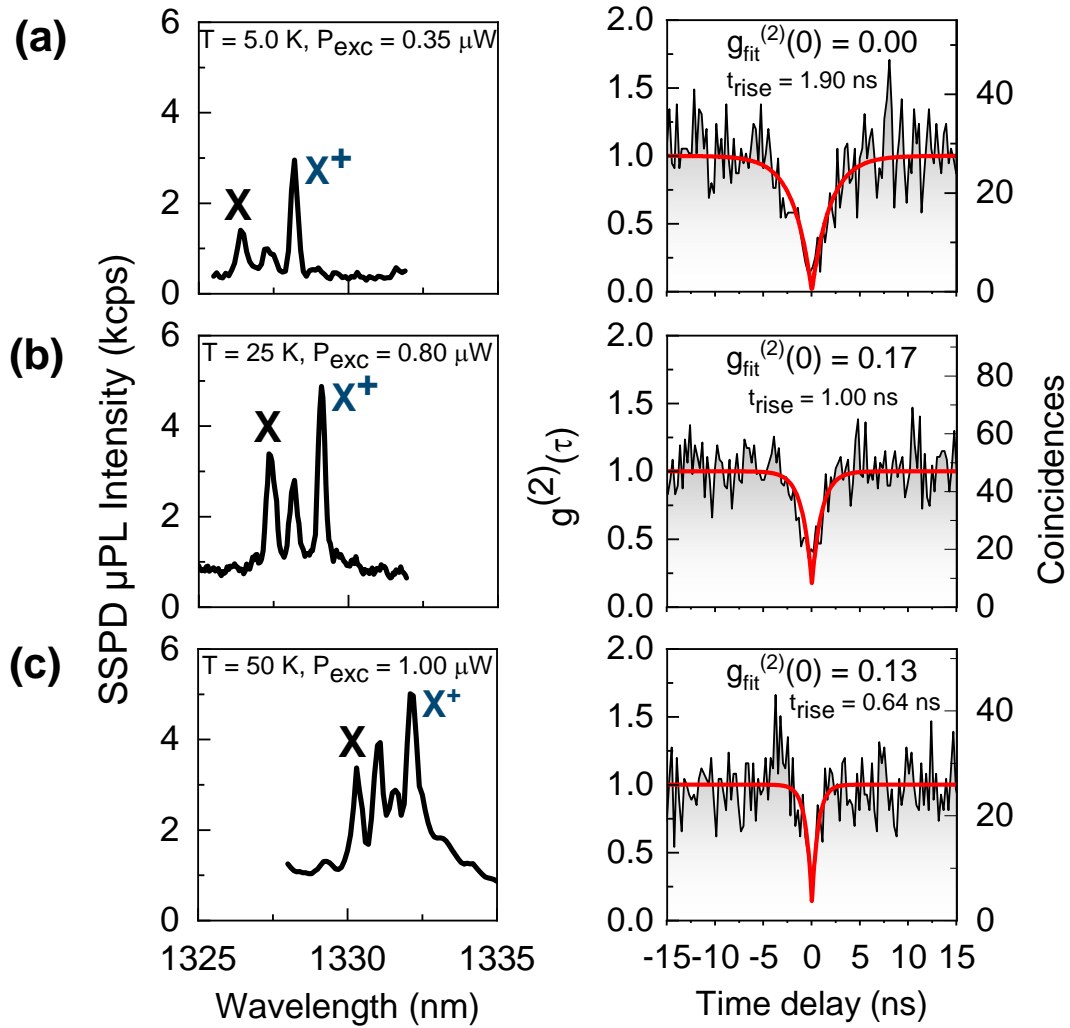 (a)
T = 5.0 K, P_exc = 0.35 μW
X
X⁺
6
4
2
0
g_fit^(2)(0) = 0.00
t_rise = 1.90 ns
2.0
1.5
1.0
0.5
0.0
40
20
0
(b)
T = 25 K, P_exc = 0.80 μW
X
X⁺
6
4
2
0
g_fit^(2)(0) = 0.17
t_rise = 1.00 ns
2.0
1.5
1.0
0.5
0.0
80
60
40
20
0
(c)
T = 50 K, P_exc = 1.00 μW
X
X⁺
6
4
2
0
1325
1330
1335
Wavelength (nm)
SSPD μPL Intensity (kcps)
g_fit^(2)(0) = 0.13
t_rise = 0.64 ns
2.0
1.5
1.0
0.5
0.0
40
20
0
-15 -10 -5 0 5 10 15
Time delay (ns)
g^(2)(τ)
Coincidences